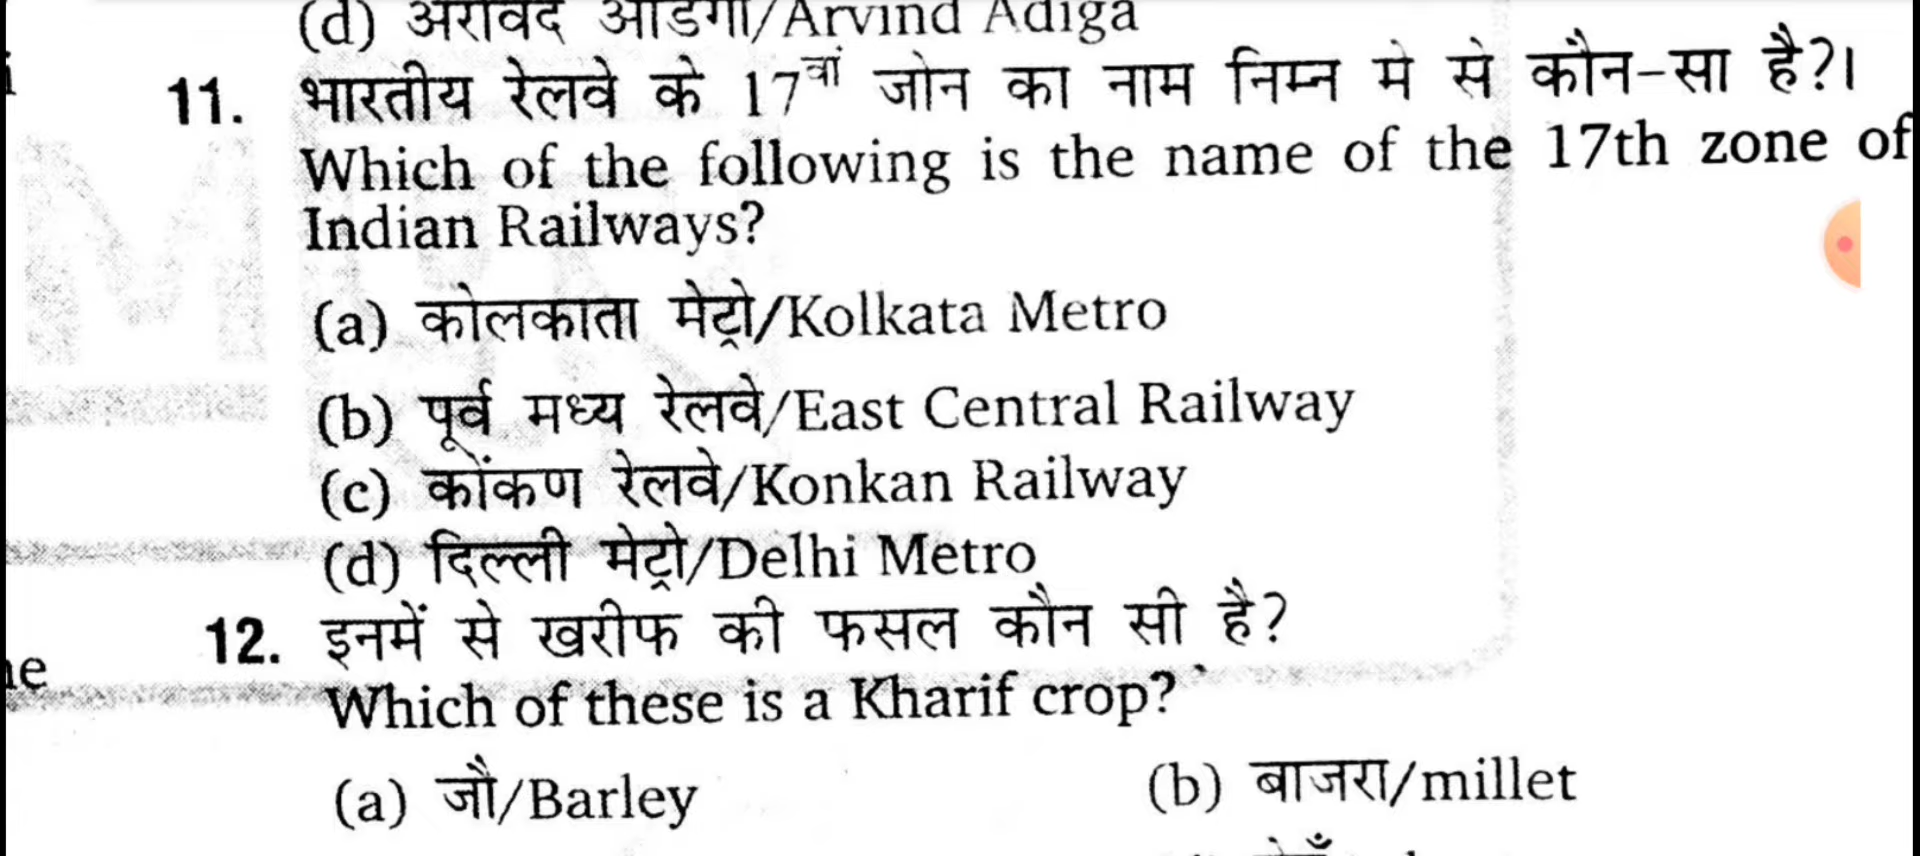 (d) अरविंद अडिगा/Arvind Adiga
11. भारतीय रेलवे के 17वां जोन का नाम निम्न मे से कौन-सा है?।
Which of the following is the name of the 17th zone of
Indian Railways?
(a) कोलकाता मेट्रो/Kolkata Metro
(b) पूर्व मध्य रेलवे/East Central Railway
(c) कोंकण रेलवे/Konkan Railway
(d) दिल्ली मेट्रो/Delhi Metro
12. इनमें से खरीफ की फसल कौन सी है?
Which of these is a Kharif crop?
(a) जौ/Barley (b) बाजरा/millet